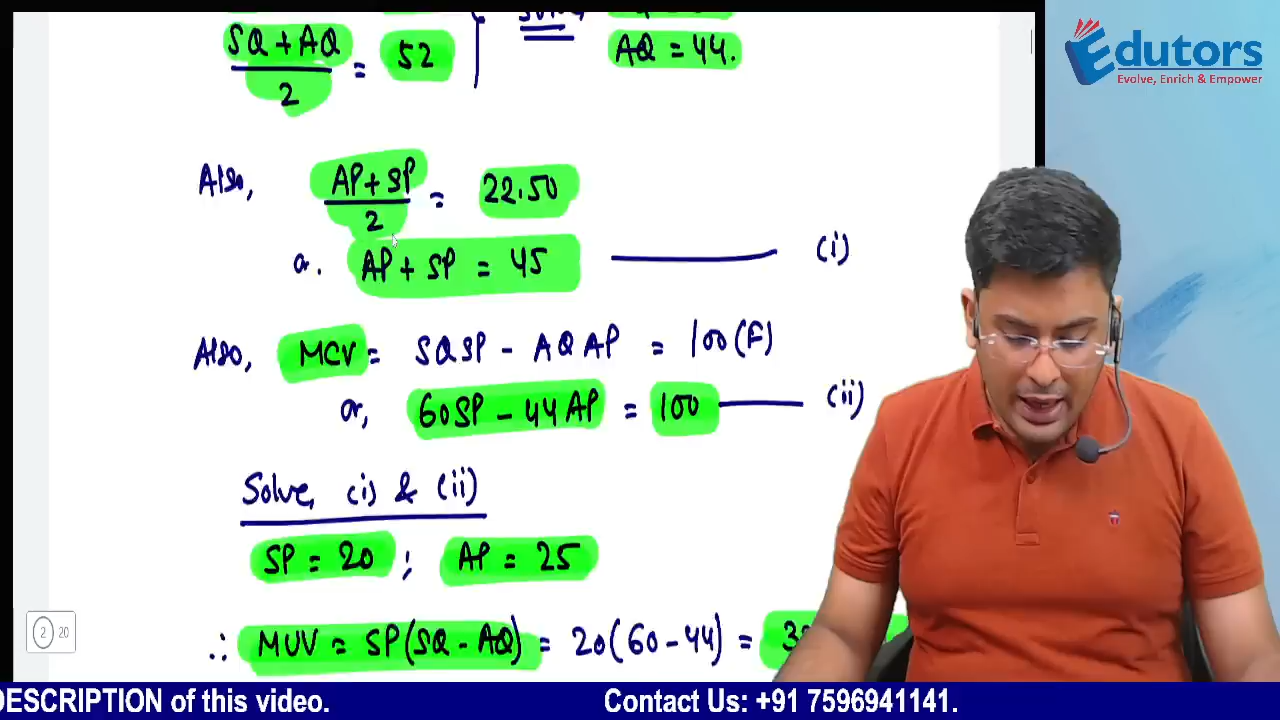 SQ + AQ
2
= 52
AQ = 44.
Edutors
Evolve, Enrich & Empower
Also, AP + SP
2
= 22.50
or. AP + SP = 45 (i)
Also, MCV = SQSP - AQAP = 100 (F)
or, 60SP - 44AP = 100 (ii)
Solve, (i) & (ii)
SP = 20 ; AP = 25
∴ MUV = SP(SQ - AQ) = 20(60 - 44) =
2 20
DESCRIPTION of this video. Contact Us: +91 7596941141.